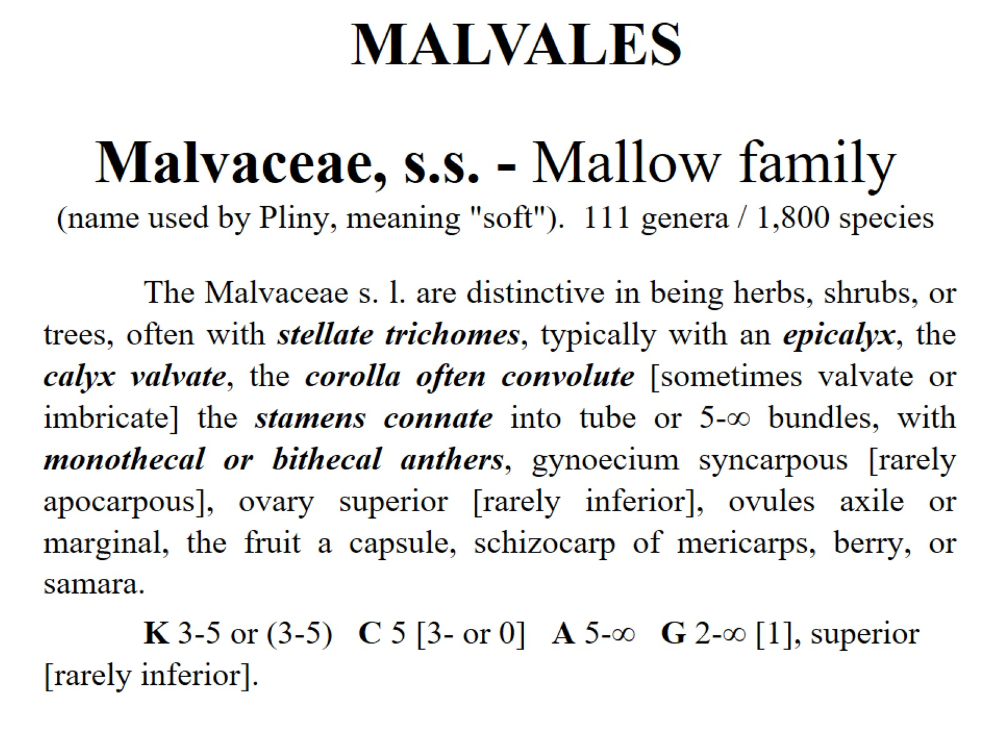 MALVALES
Malvaceae, s.s. - Mallow family
(name used by Pliny, meaning "soft").  111 genera / 1,800 species
The Malvaceae s. l. are distinctive in being herbs, shrubs, or
trees, often with stellate trichomes, typically with an epicalyx, the
calyx valvate, the corolla often convolute [sometimes valvate or
imbricate] the stamens connate into tube or 5-∞ bundles, with
monothecal or bithecal anthers, gynoecium syncarpous [rarely
apocarpous], ovary superior [rarely inferior], ovules axile or
marginal, the fruit a capsule, schizocarp of mericarps, berry, or
samara.
K 3-5 or (3-5)   C 5 [3- or 0]   A 5-∞   G 2-∞ [1], superior
[rarely inferior].